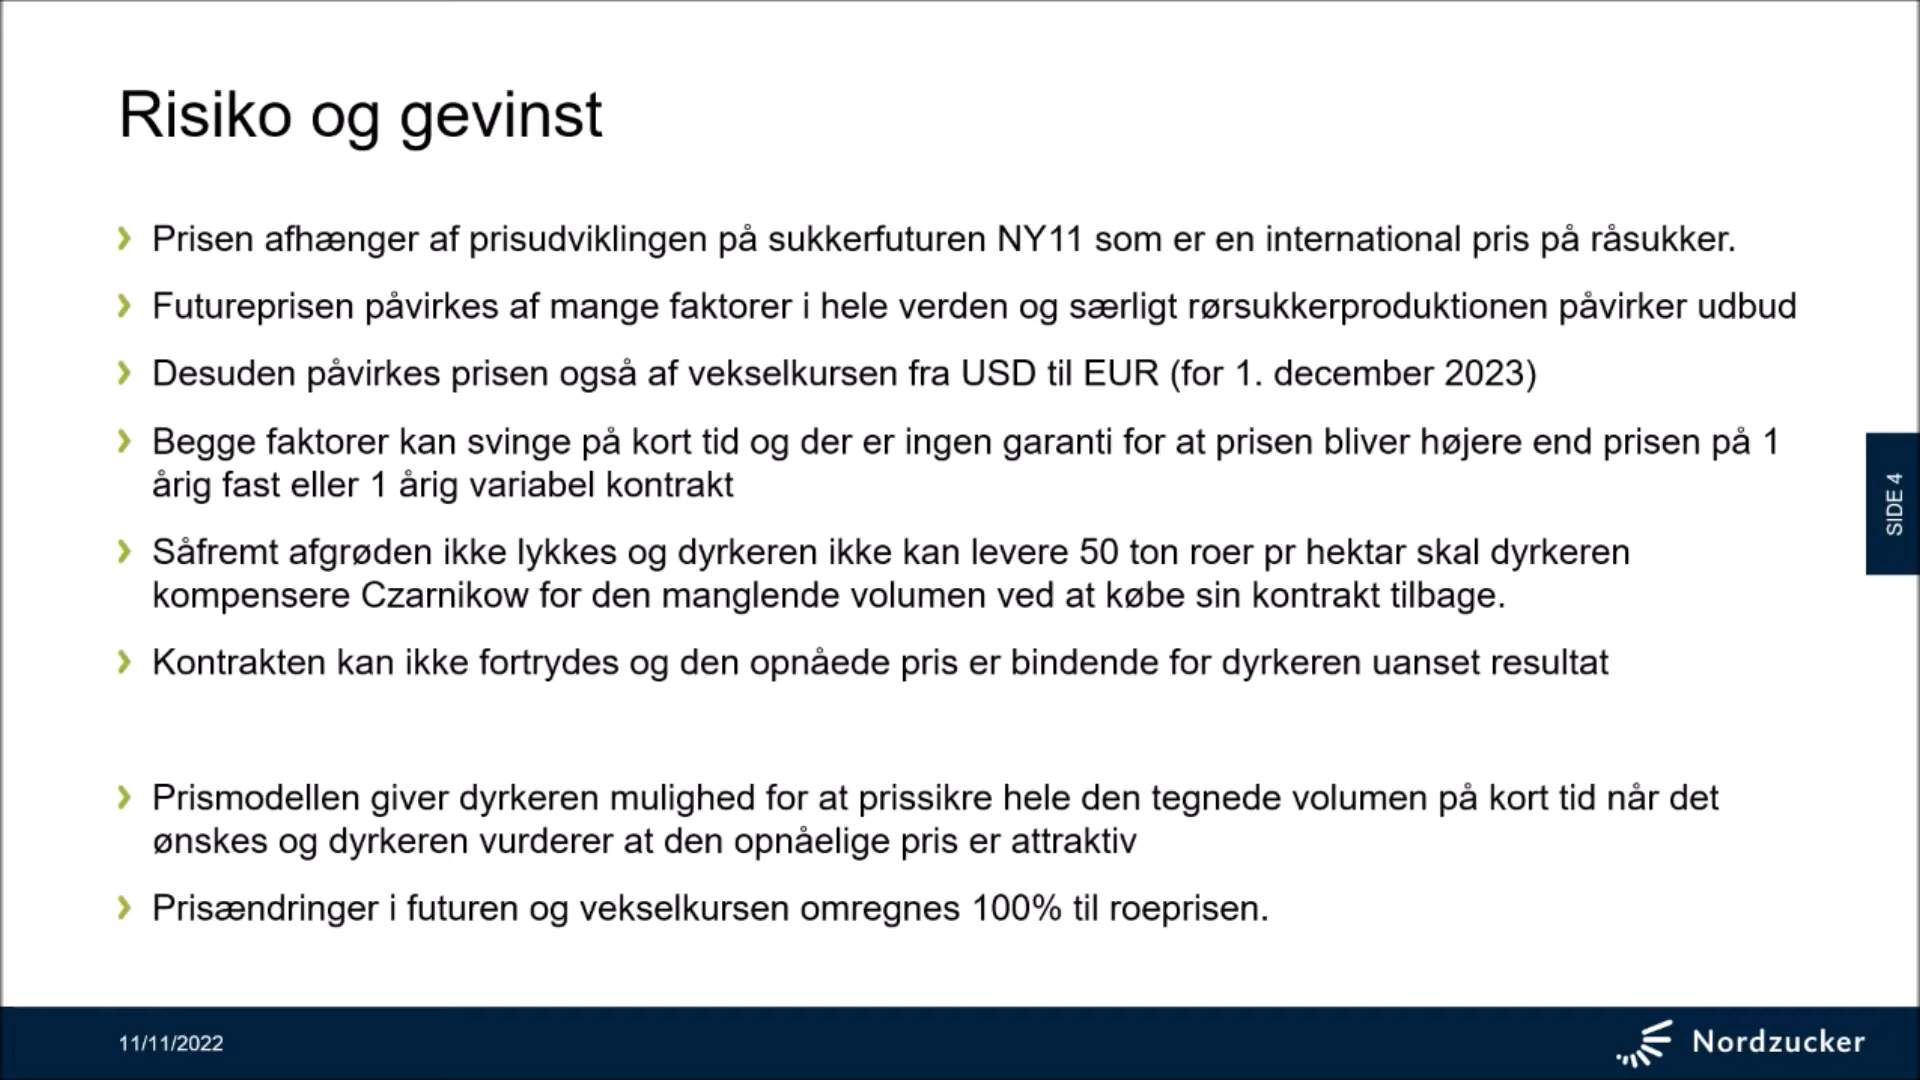 Risiko og gevinst
Prisen afhænger af prisudviklingen på sukkerfuturen NY11 som er en international pris på råsukker.
Futureprisen påvirkes af mange faktorer i hele verden og særligt rørsukkerproduktionen påvirker udbud
Desuden påvirkes prisen også af vekselkursen fra USD til EUR (for 1. december 2023)
Begge faktorer kan svinge på kort tid og der er ingen garanti for at prisen bliver højere end prisen på 1
årig fast eller 1 årig variabel kontrakt
Såfremt afgrøden ikke lykkes og dyrkeren ikke kan levere 50 ton roer pr hektar skal dyrkeren
kompensere Czarnikow for den manglende volumen ved at købe sin kontrakt tilbage.
Kontrakten kan ikke fortrydes og den opnåede pris er bindende for dyrkeren uanset resultat
Prismodellen giver dyrkeren mulighed for at prissikre hele den tegnede volumen på kort tid når det
ønskes og dyrkeren vurderer at den opnåelige pris er attraktiv
Prisændringer i futuren og vekselkursen omregnes 100% til roeprisen.
SIDE 4
11/11/2022
Nordzucker